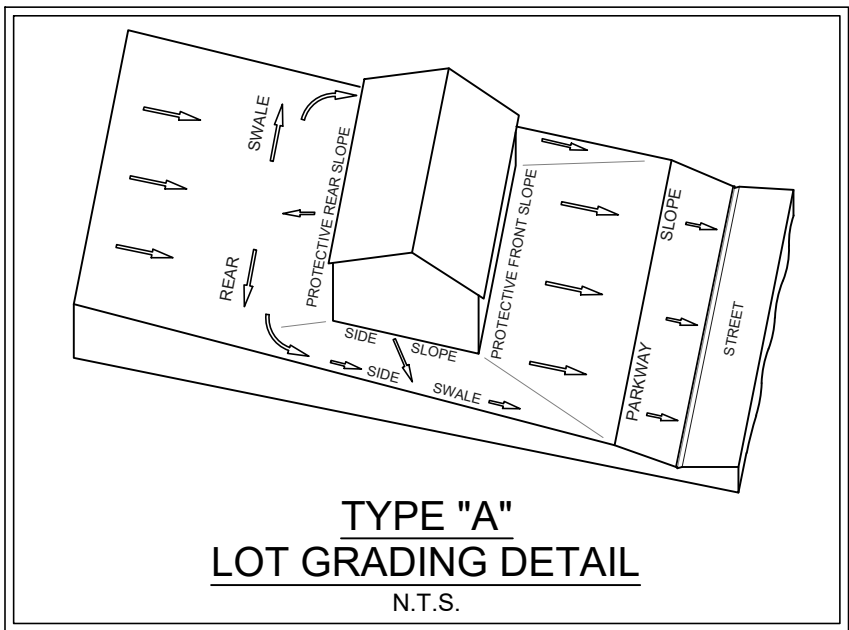 SWALE
REAR
PROTECTIVE REAR SLOPE
SIDE SLOPE
SIDE SWALE
PROTECTIVE FRONT SLOPE
SLOPE
PARKWAY
STREET
TYPE "A"
LOT GRADING DETAIL
N.T.S.